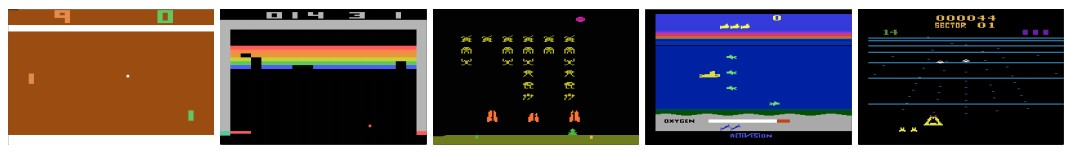 9 0
014 3 1
0
OXYGEN
ACTIVISION
000044
SECTOR 01
14